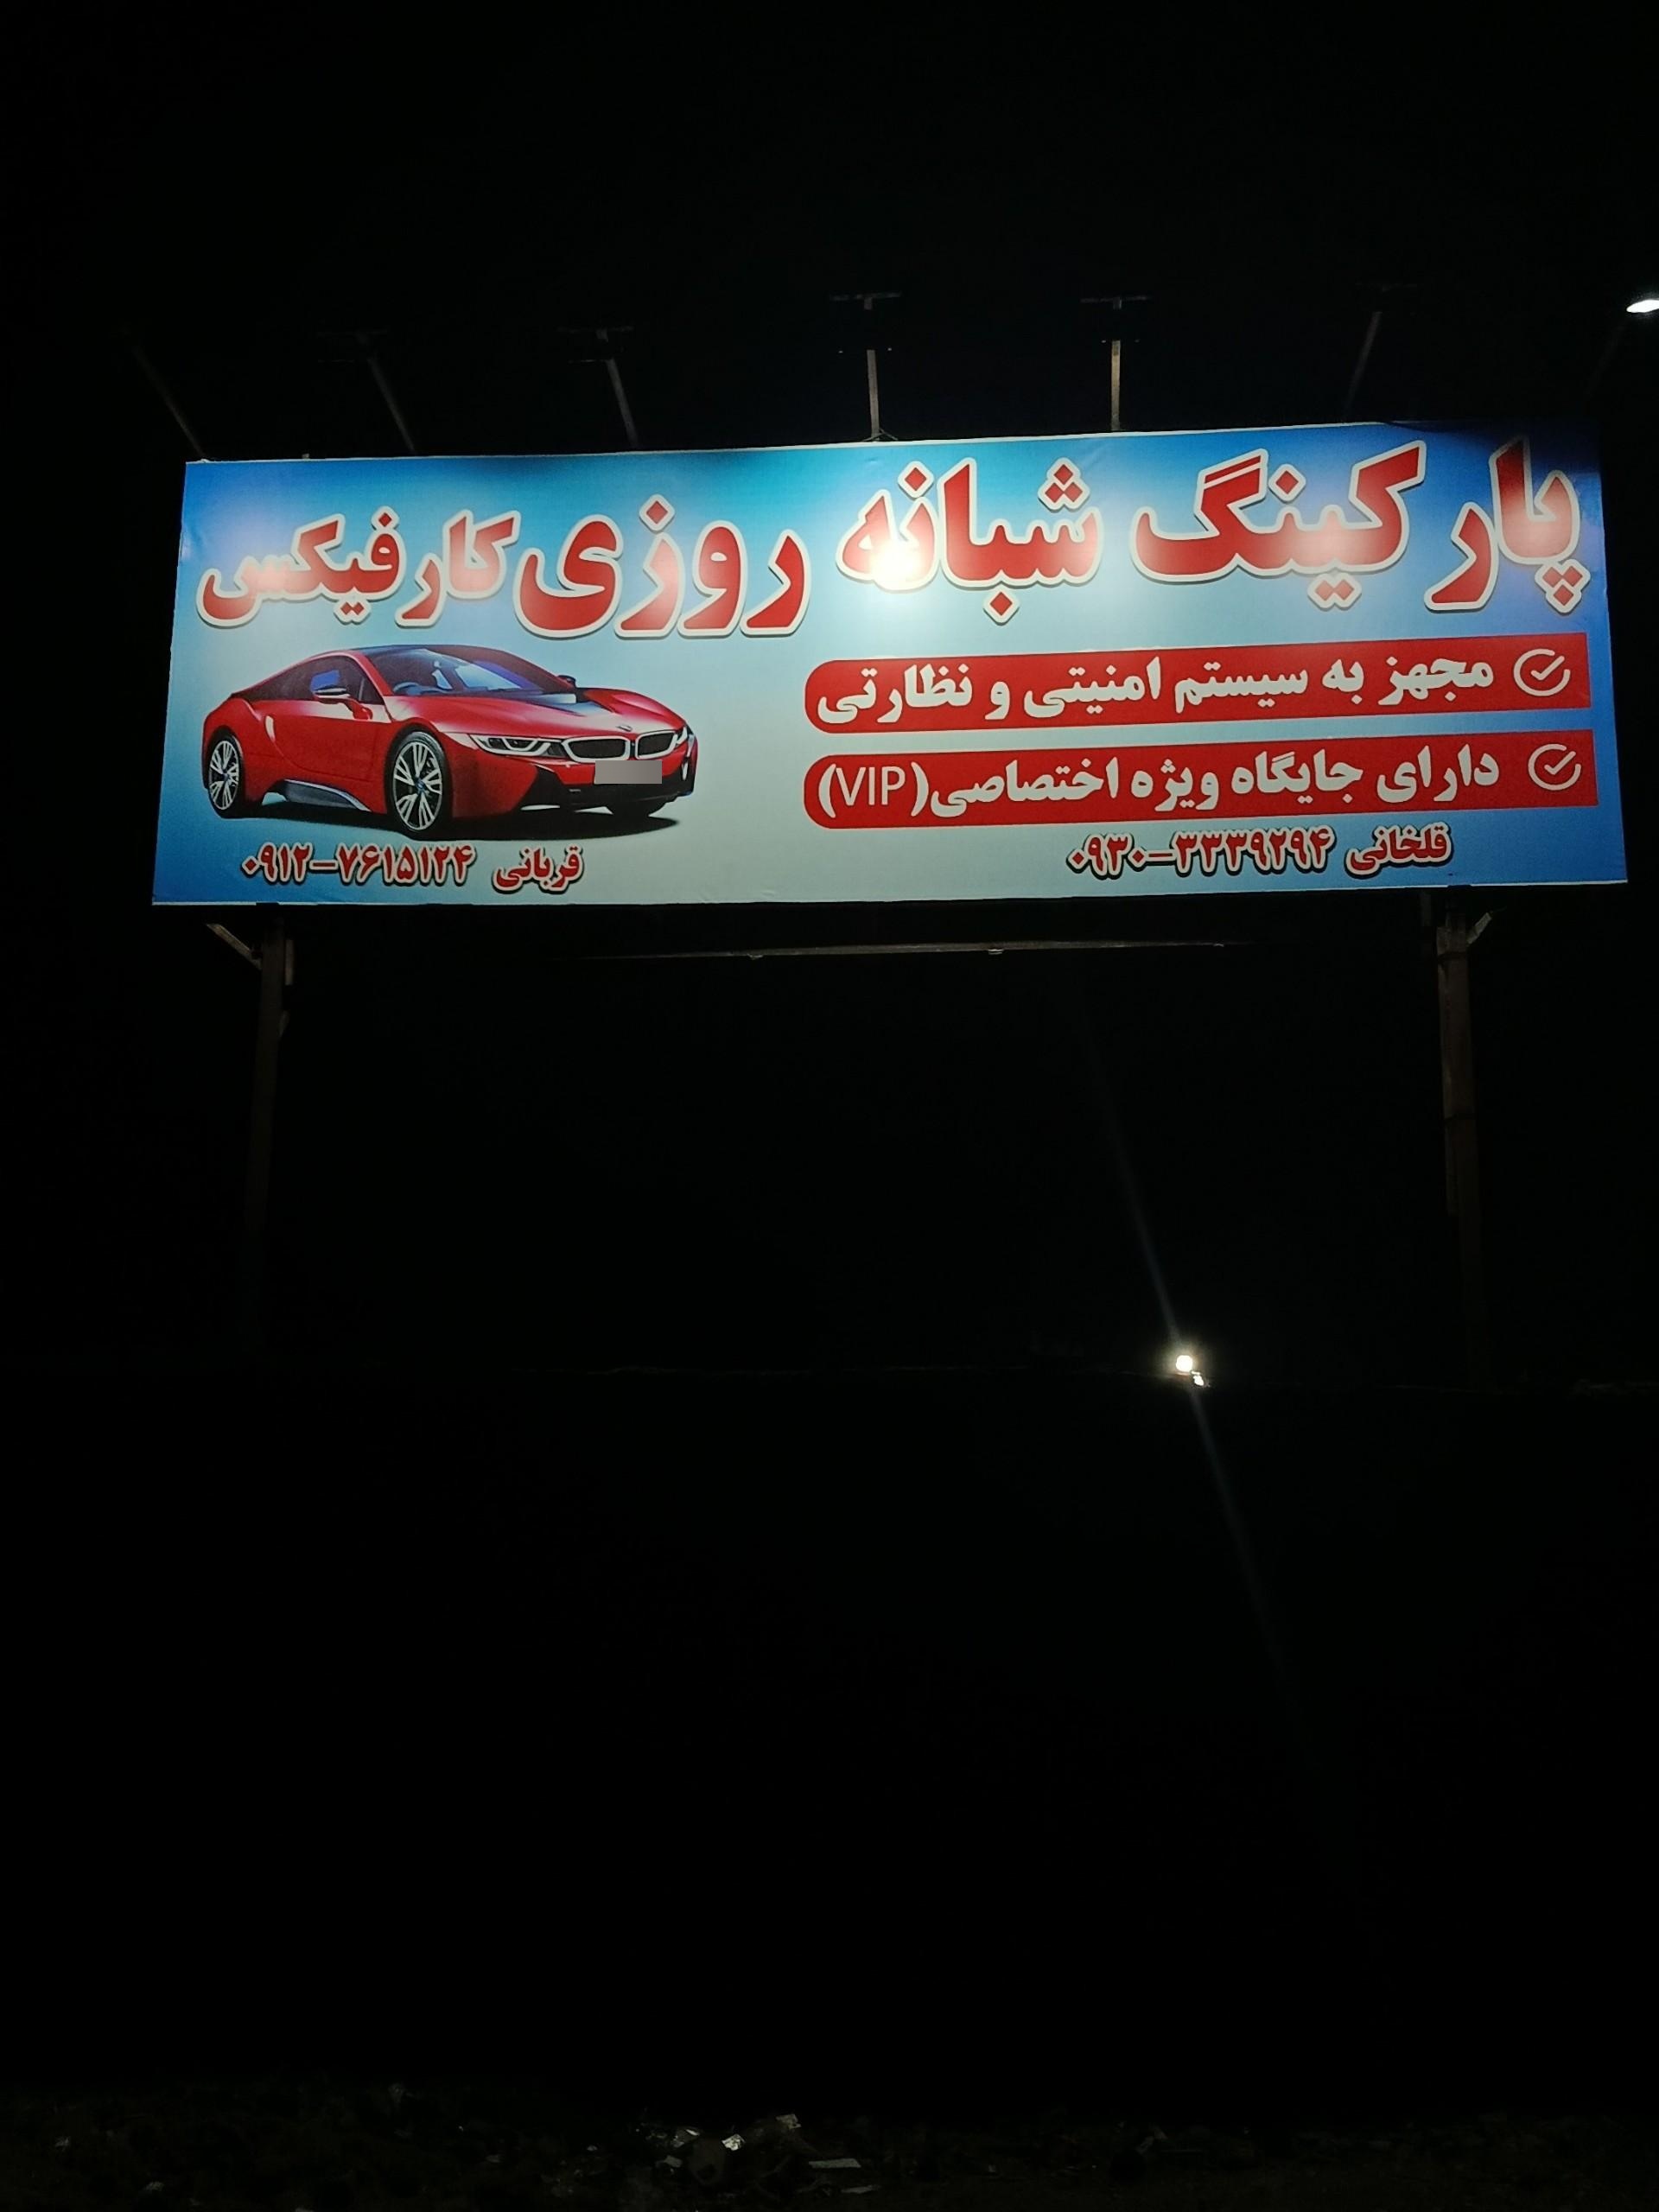 پارکینگ شبانه روزی کارفیکس
مجهز به سیستم امنیتی و نظارتی
دارای جایگاه ویژه اختصاصی(VIP)
قلخانی ۰۹۳۰-۳۳۳۹۲۹۴
قربانی ۰۹۱۲-۷۶۱۵۱۲۴